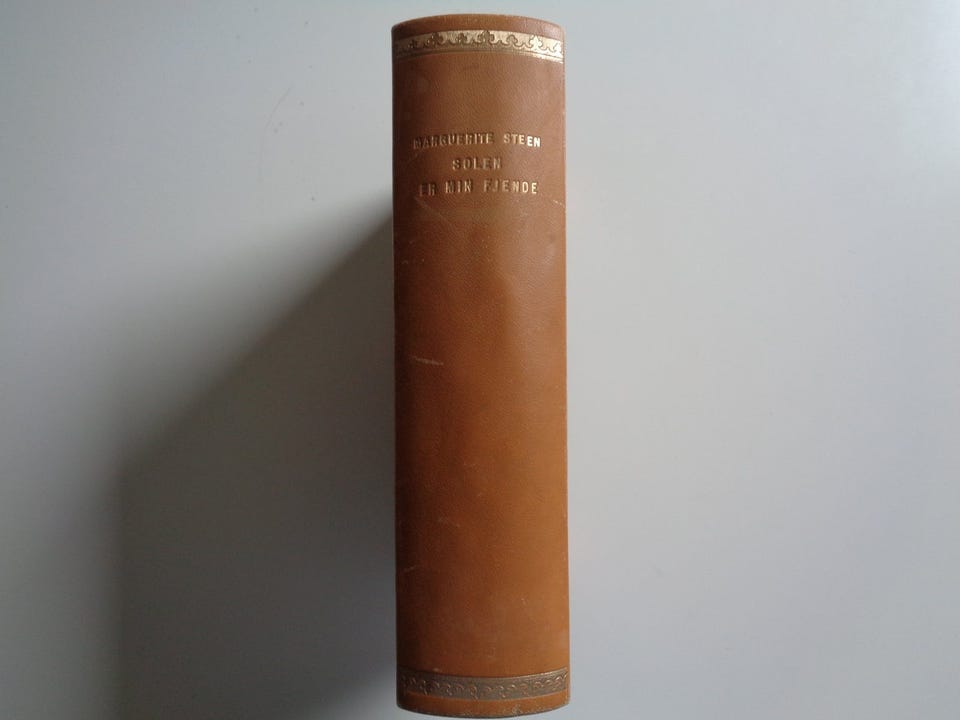 MARGUERITE STEEN
SOLEN
ER MIN FJENDE